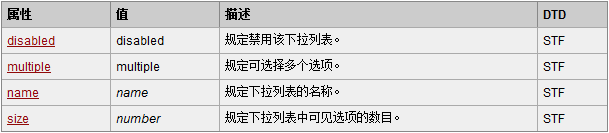 属性 值 描述 DTD
disabled disabled 规定禁用该下拉列表。 STF
multiple multiple 规定可选择多个选项。 STF
name name 规定下拉列表的名称。 STF
size number 规定下拉列表中可见选项的数目。 STF